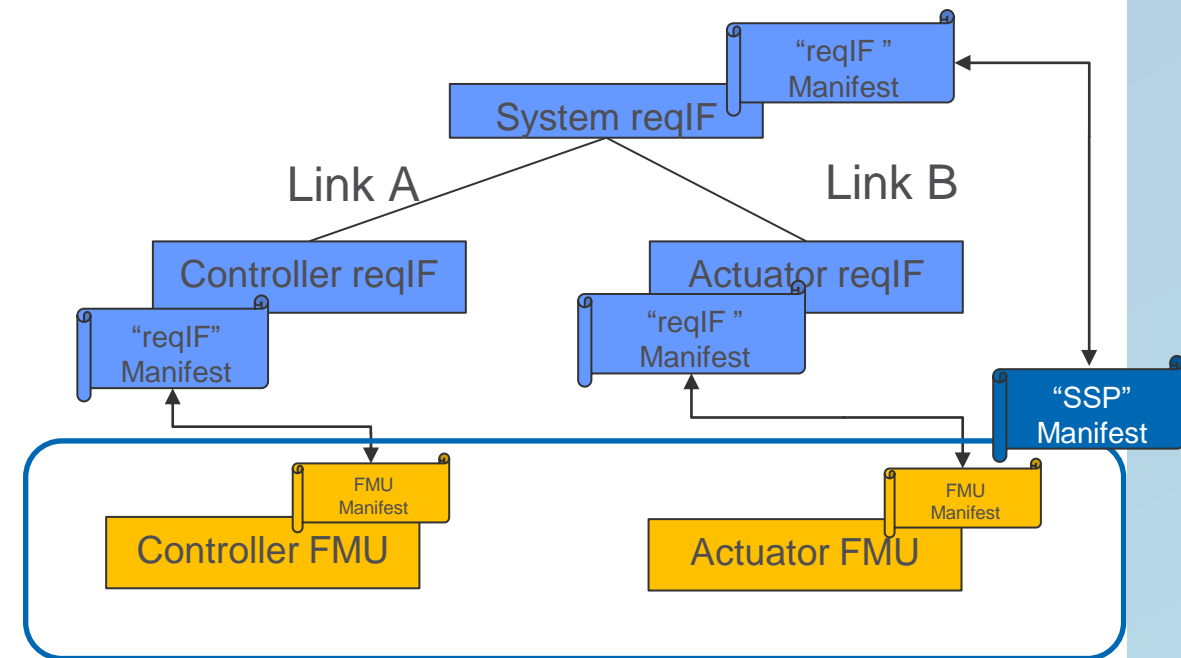 “reqIF ”
Manifest
System reqIF
Link A
Link B
Controller reqIF
Actuator reqIF
“reqIF”
Manifest
“reqIF ”
Manifest
“SSP”
Manifest
FMU
Manifest
FMU
Manifest
Controller FMU
Actuator FMU